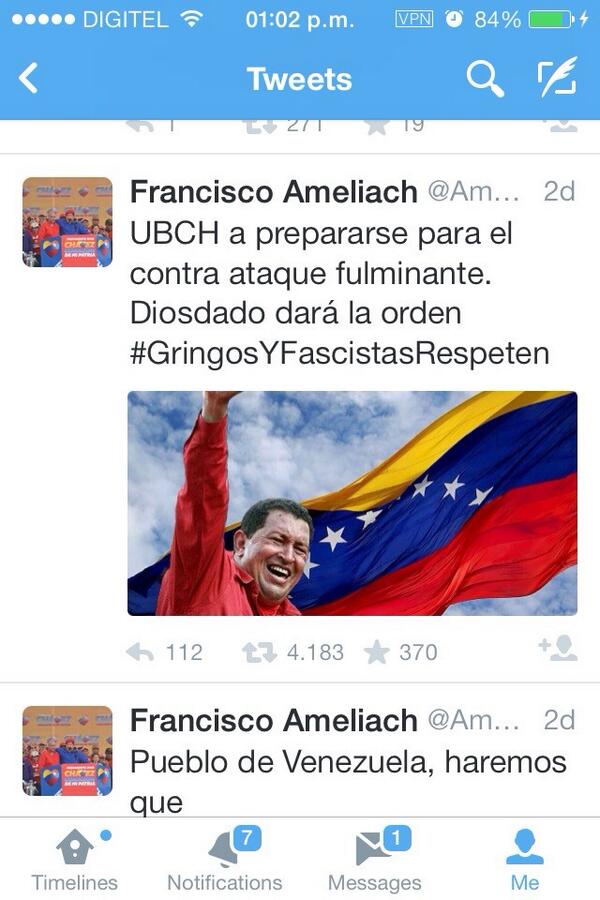 DIGITEL 01:02 p.m. VPN 84%
Tweets
1 271 19
Francisco Ameliach @Am... 2d
UBCH a prepararse para el
contra ataque fulminante.
Diosdado dará la orden
#GringosYFascistasRespeten
112 4.183 370
Francisco Ameliach @Am... 2d
Pueblo de Venezuela, haremos
que
Timelines 7 Notifications 1 Messages Me